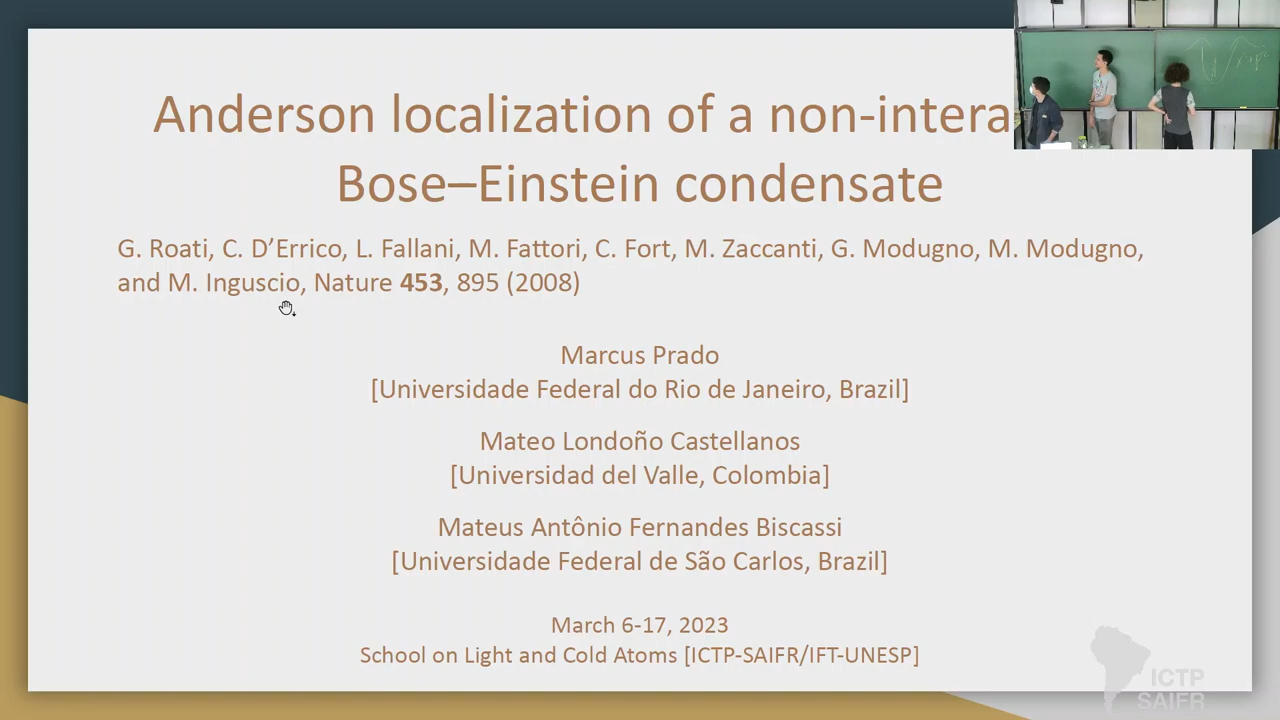 Anderson localization of a non-intera
Bose–Einstein condensate
G. Roati, C. D’Errico, L. Fallani, M. Fattori, C. Fort, M. Zaccanti, G. Modugno, M. Modugno,
and M. Inguscio, Nature 453, 895 (2008)
Marcus Prado
[Universidade Federal do Rio de Janeiro, Brazil]
Mateo Londoño Castellanos
[Universidad del Valle, Colombia]
Mateus Antônio Fernandes Biscassi
[Universidade Federal de São Carlos, Brazil]
March 6-17, 2023
School on Light and Cold Atoms [ICTP-SAIFR/IFT-UNESP]
ICTP
SAIFR